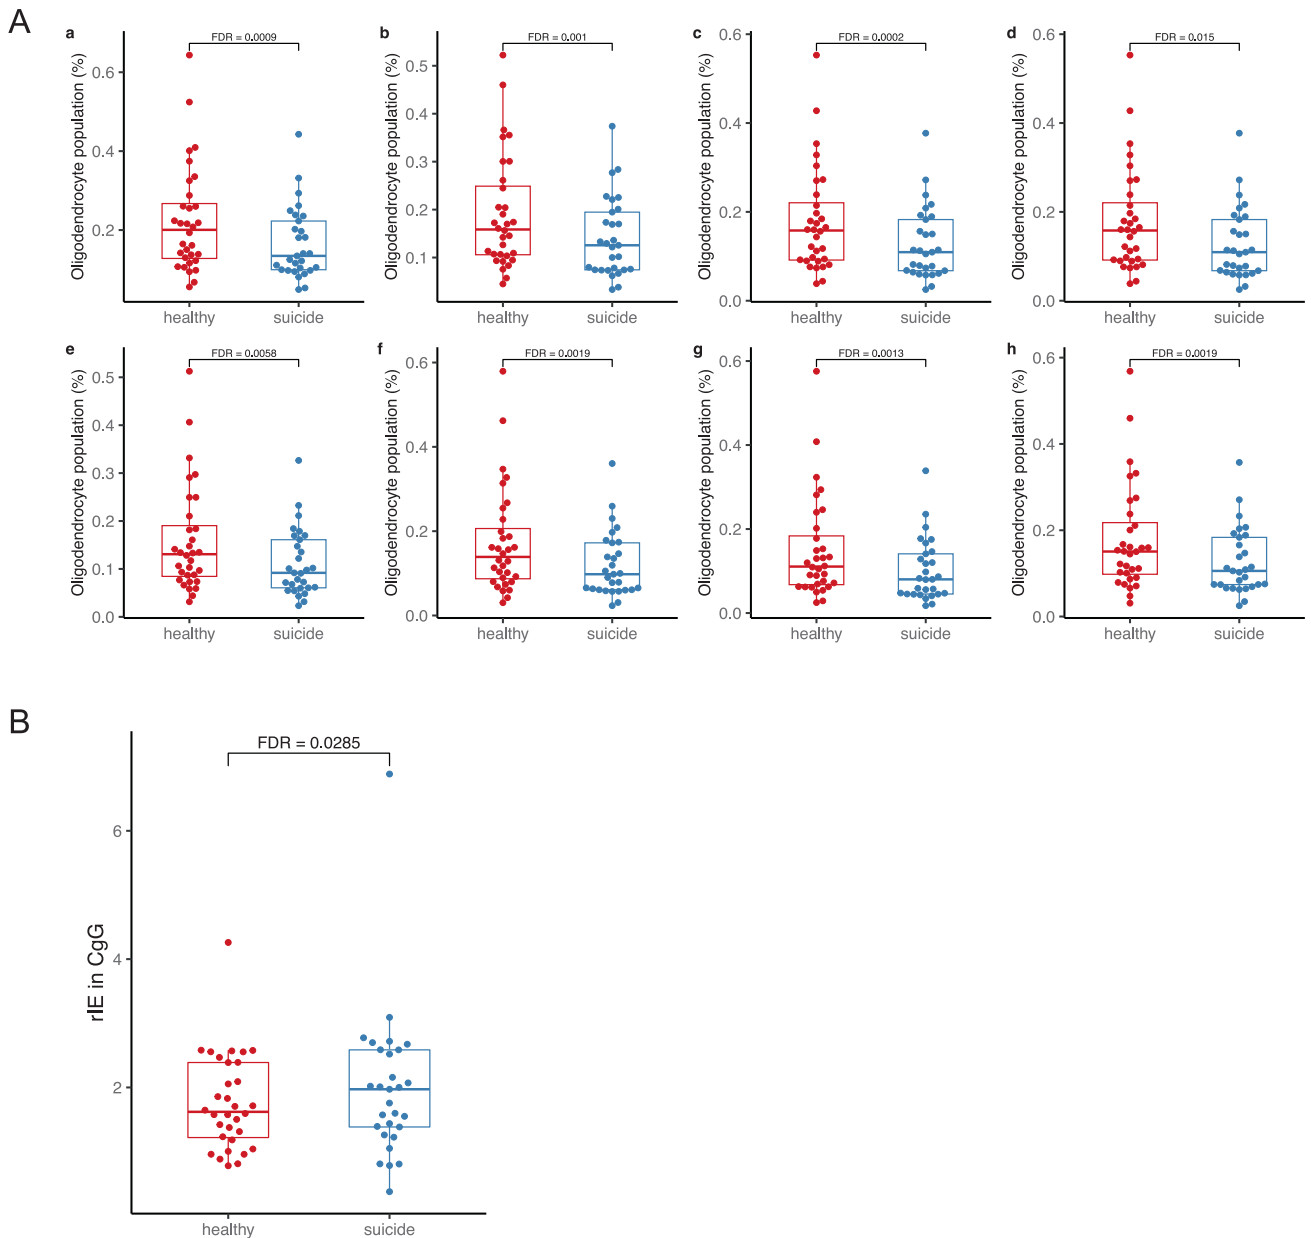 A
a
FDR = 0.0009
Oligodendrocyte population (%)
0.6
0.4
0.2
healthy
suicide
b
FDR = 0.001
Oligodendrocyte population (%)
0.5
0.4
0.3
0.2
0.1
healthy
suicide
c
FDR = 0.0002
Oligodendrocyte population (%)
0.6
0.4
0.2
0.0
healthy
suicide
d
FDR = 0.015
Oligodendrocyte population (%)
0.6
0.4
0.2
0.0
healthy
suicide
e
FDR = 0.0058
Oligodendrocyte population (%)
0.5
0.4
0.3
0.2
0.1
0.0
healthy
suicide
f
FDR = 0.0019
Oligodendrocyte population (%)
0.6
0.4
0.2
0.0
healthy
suicide
g
FDR = 0.0013
Oligodendrocyte population (%)
0.6
0.4
0.2
0.0
healthy
suicide
h
FDR = 0.0019
Oligodendrocyte population (%)
0.6
0.4
0.2
0.0
healthy
suicide
B
FDR = 0.0285
rIE in CgG
6
4
2
healthy
suicide